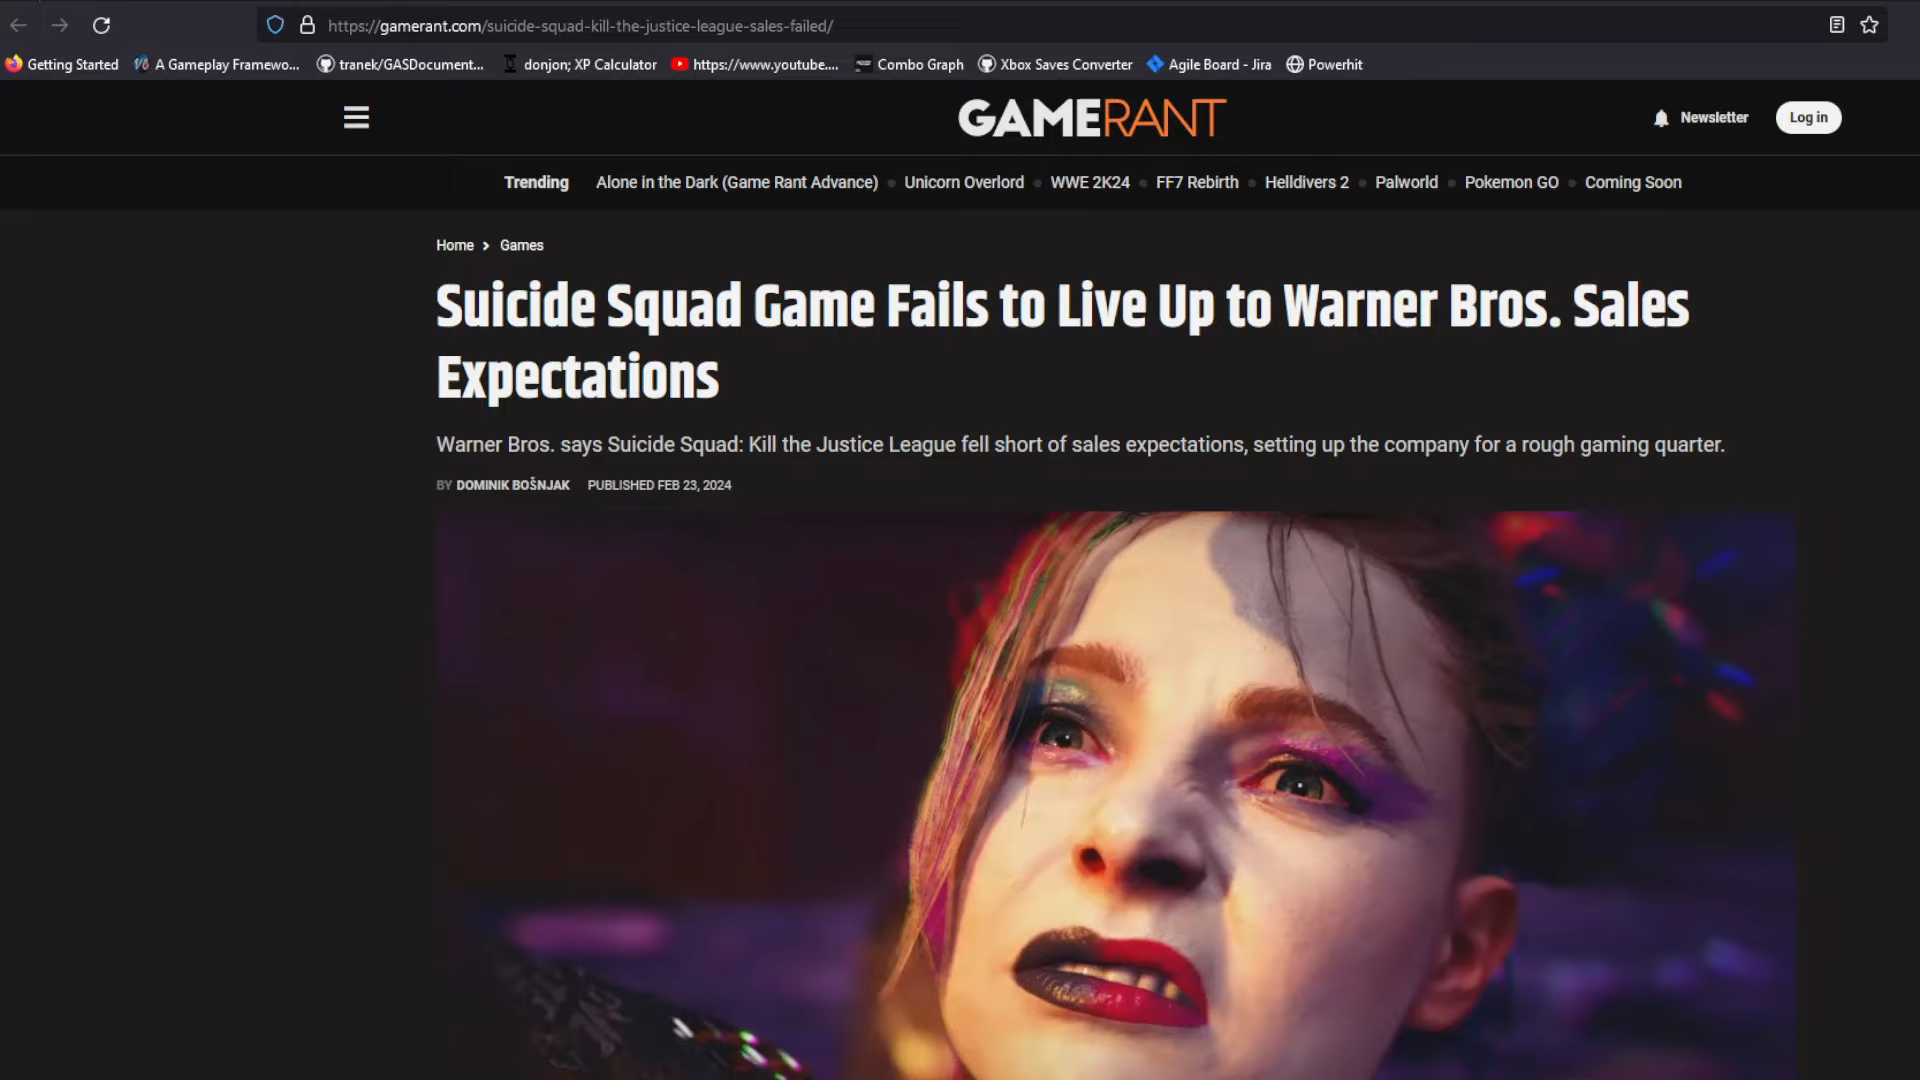 https://gamerant.com/suicide-squad-kill-the-justice-league-sales-failed/
Getting Started A Gameplay Framewo... tranek/GASDocument... donjon; XP Calculator https://www.youtube.... Combo Graph Xbox Saves Converter Agile Board - Jira Powerhit
GAMERANT Newsletter Log in
Trending Alone in the Dark (Game Rant Advance) Unicorn Overlord WWE 2K24 FF7 Rebirth Helldivers 2 Palworld Pokemon GO Coming Soon
Home > Games
Suicide Squad Game Fails to Live Up to Warner Bros. Sales
Expectations
Warner Bros. says Suicide Squad: Kill the Justice League fell short of sales expectations, setting up the company for a rough gaming quarter.
BY DOMINIK BOŠNJAK PUBLISHED FEB 23, 2024